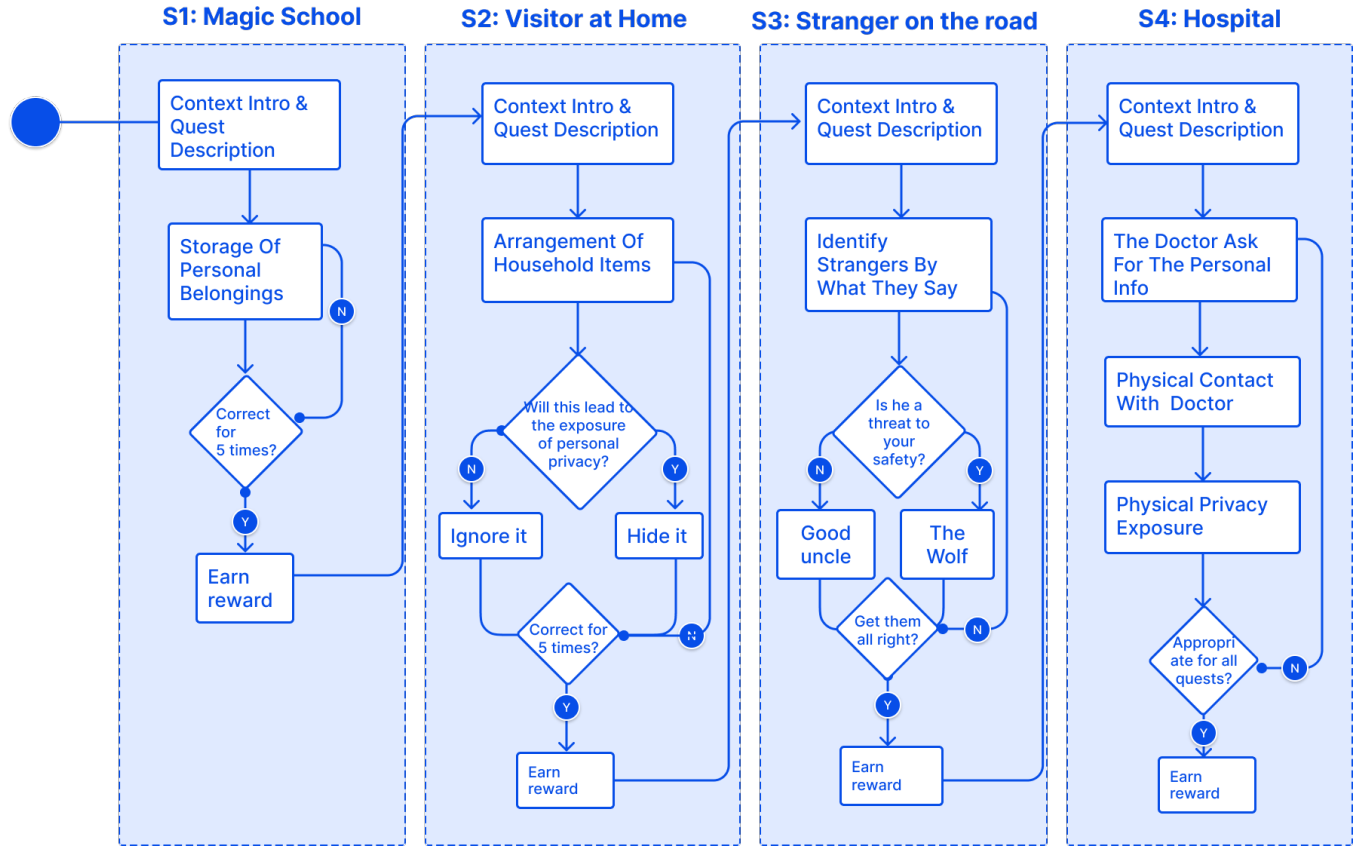 S1: Magic School
Context Intro &
Quest
Description
Storage Of
Personal
Belongings
N
Correct
for
5 times?
Y
Earn
reward
S2: Visitor at Home
Context Intro &
Quest Description
Arrangement Of
Household Items
Will this lead to
the exposure
of personal
privacy?
N
Y
Ignore it
Hide it
Correct for
5 times?
N
Y
Earn
reward
S3: Stranger on the road
Context Intro &
Quest Description
Identify
Strangers By
What They Say
Is he a
threat to
your
safety?
N
Y
Good
uncle
The
Wolf
Get them
all right?
N
Y
Earn
reward
S4: Hospital
Context Intro &
Quest Description
The Doctor Ask
For The Personal
Info
Physical Contact
With Doctor
Physical Privacy
Exposure
Appropri
ate for all
quests?
N
Y
Earn
reward